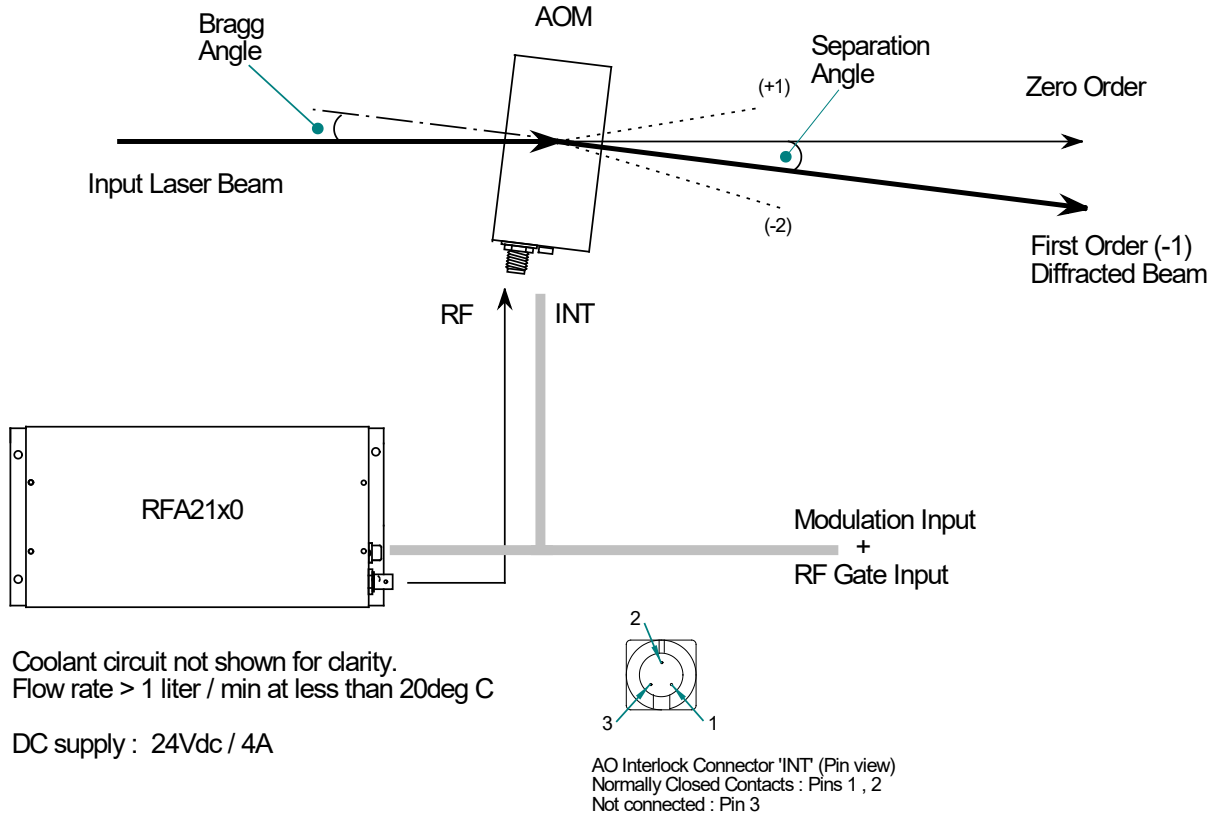 Bragg
Angle
AOM
Separation
Angle
(+1)
Zero Order
Input Laser Beam
(-2)
First Order (-1)
Diffracted Beam
RF
INT
RFA21x0
Modulation Input
+
RF Gate Input
Coolant circuit not shown for clarity.
Flow rate > 1 liter / min at less than 20deg C
DC supply : 24Vdc / 4A
2
3
1
AO Interlock Connector 'INT' (Pin view)
Normally Closed Contacts : Pins 1 , 2
Not connected : Pin 3